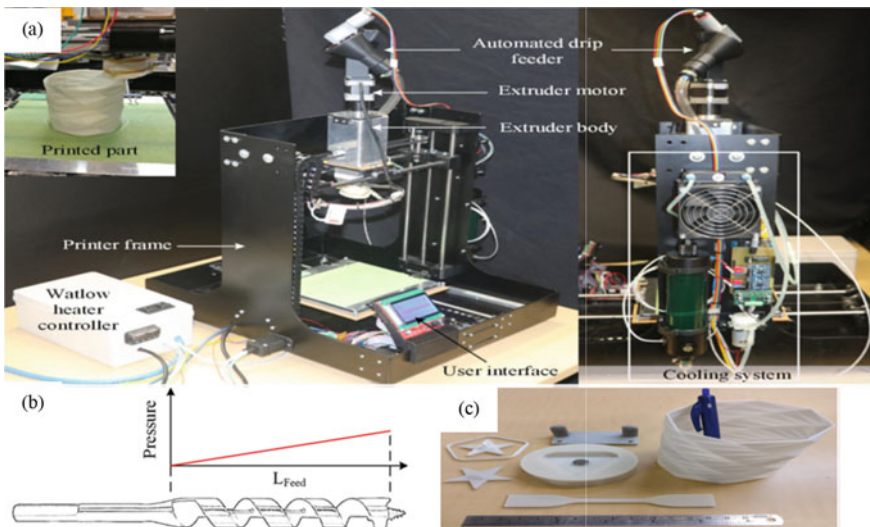 (a)
Automated drip
feeder
Extruder motor
Extruder body
Printed part
Printer frame
Watlow
heater
controller
User interface
Cooling system
(b)
Pressure
L_Feed
(c)